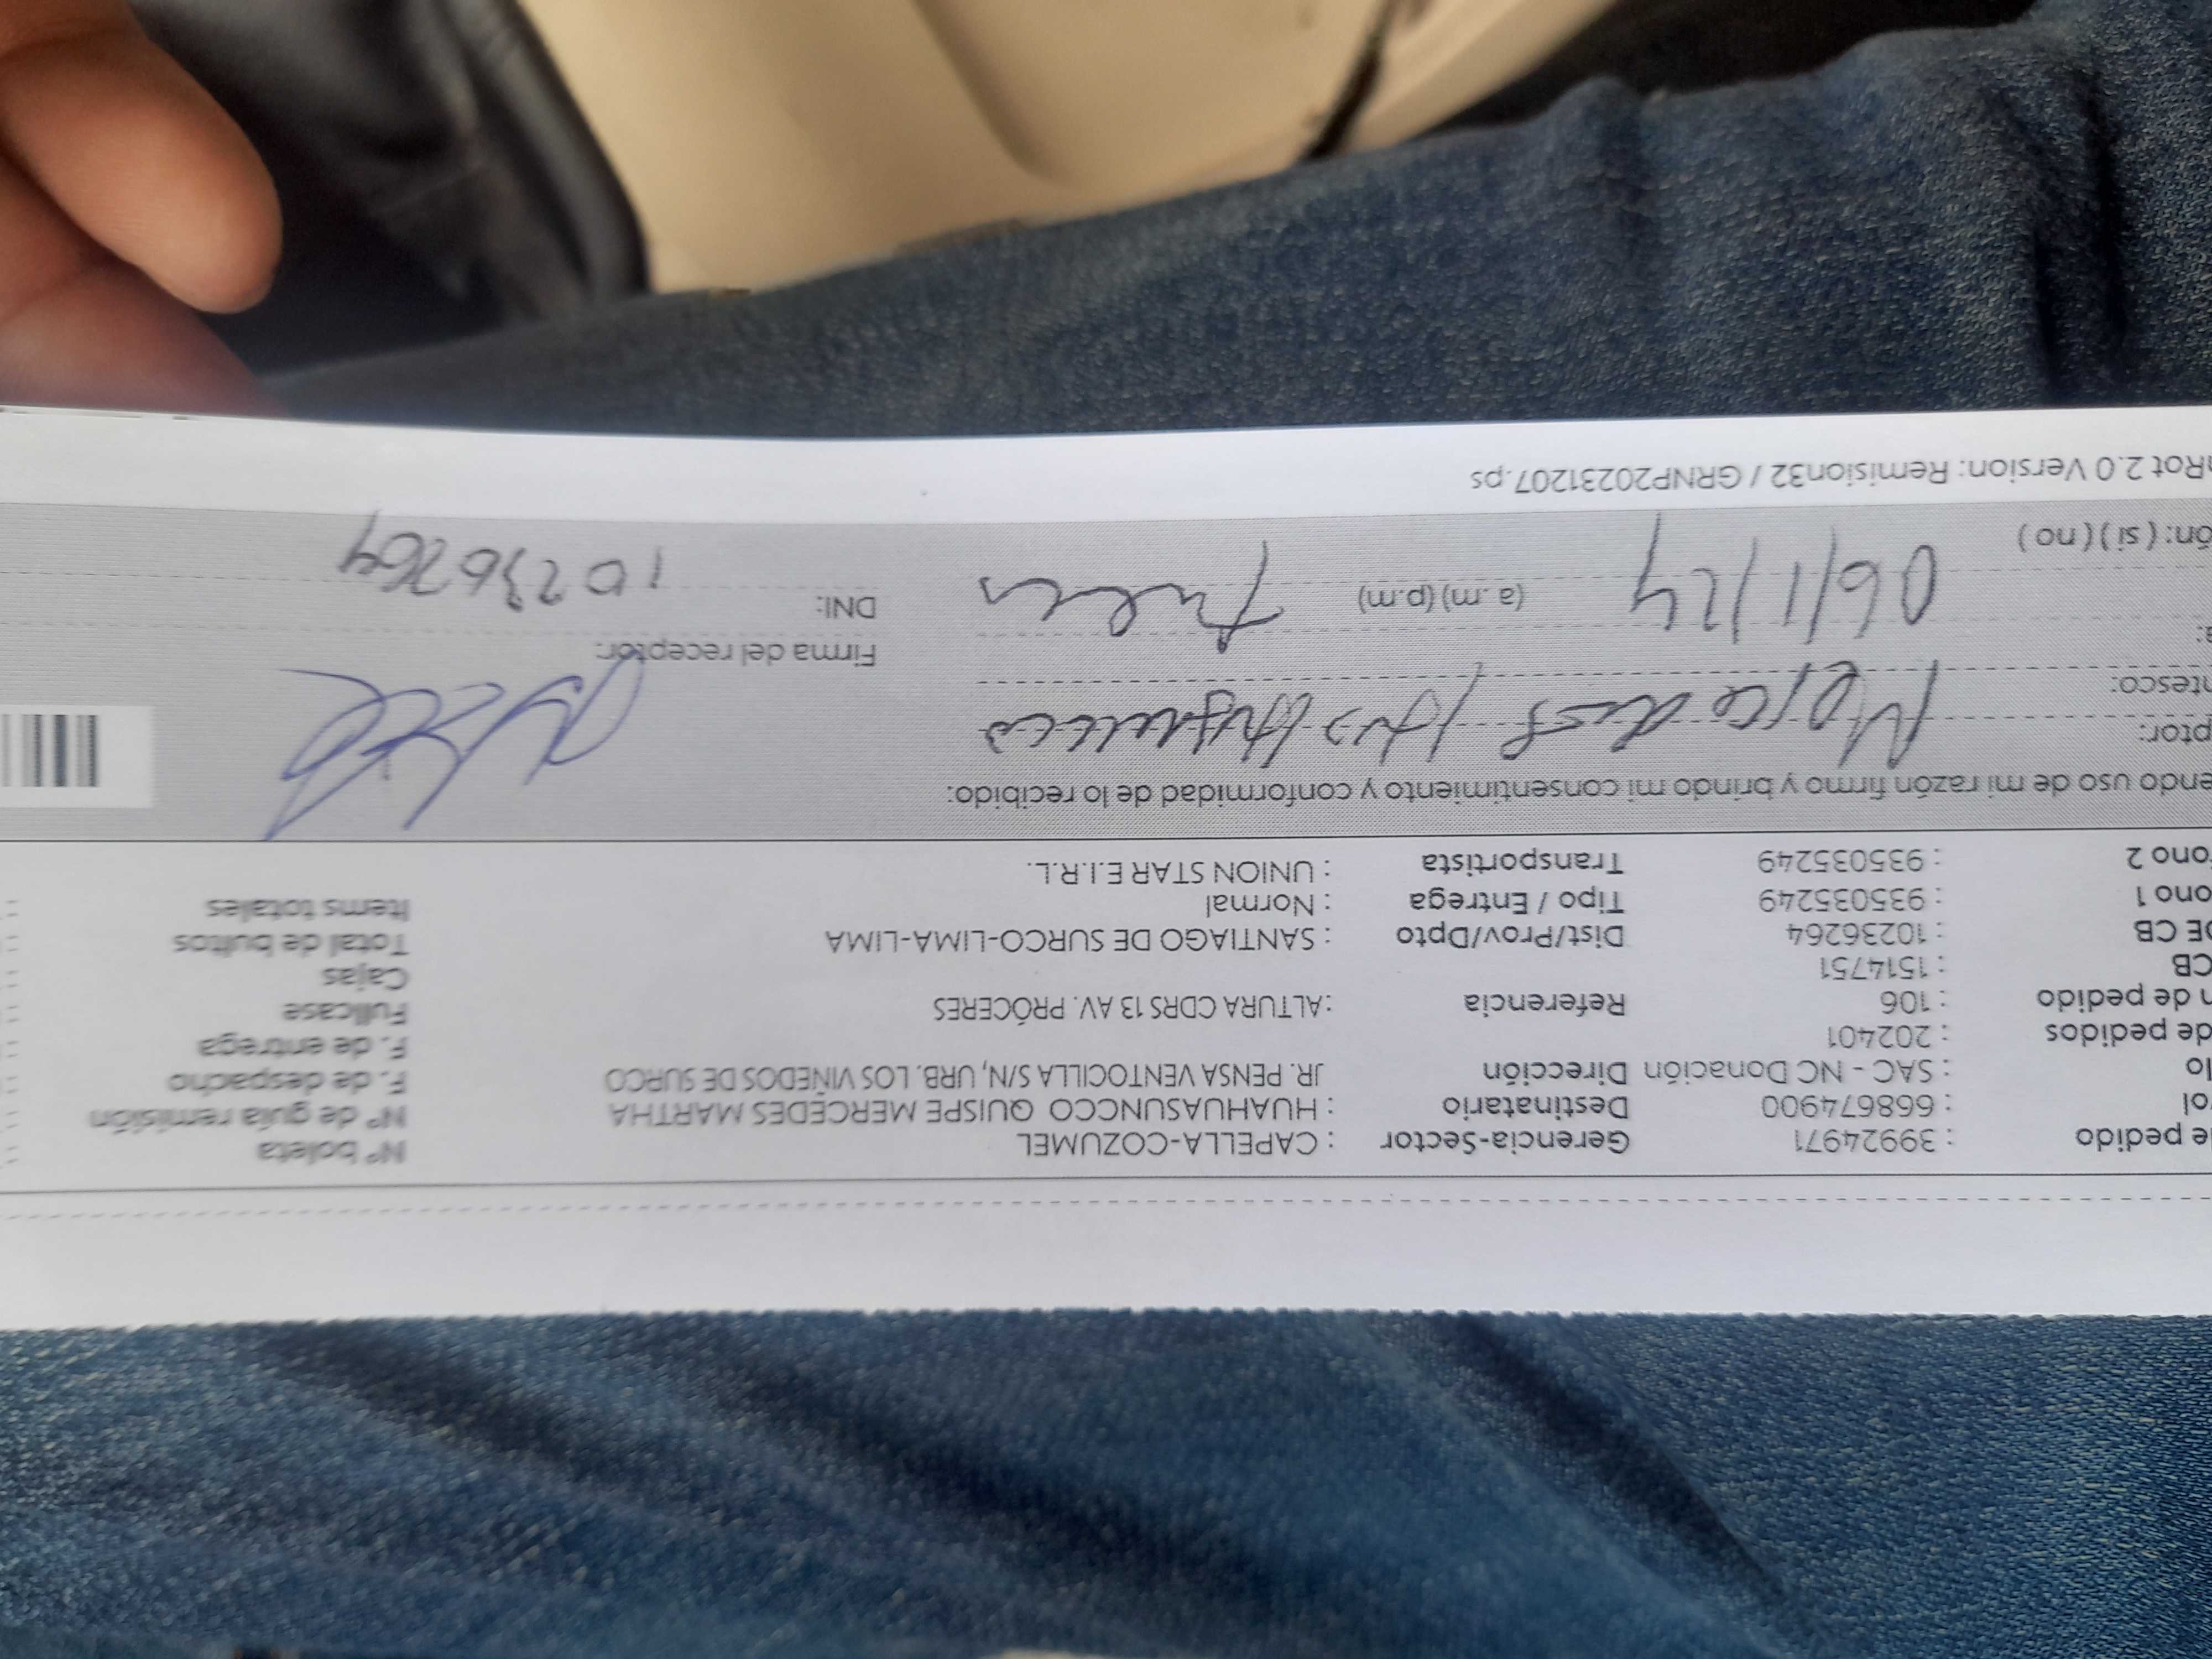 e pedido : 39924971 Gerencia-Sector : CAPELLA-COZUMEL Nº boleta :
ol : 668674900 Destinatario : HUAHUASUNCCO QUISPE MERCEDES MARTHA Nº de guía remisión :
lo : SAC - NC Donación Dirección JR. PENSA VENTOCILLA S/N, URB. LOS VIÑEDOS DE SURCO F. de despacho :
de pedidos : 202401 F. de entrega :
n de pedido : 106 Referencia : ALTURA CDRS 13 AV. PRÓCERES Fullcase :
CB : 1514751 Cajas :
DE CB : 10236264 Dist/Prov/Dpto : SANTIAGO DE SURCO-LIMA-LIMA Total de bultos :
ono 1 : 935035249 Tipo / Entrega : Normal Items totales :
ono 2 : 935035249 Transportista : UNION STAR E.I.R.L.
endo uso de mi razón firmo y brindo mi consentimiento y conformidad de lo recibido:
ptor: Mercedes
ntesco:
Firma del receptor:
a: 06/1/24 (a.m) (p.m) DNI: 10236264
ón: ( si ) ( no )
Rot 2.0 Version: Remision32 / GRNP20231207.ps